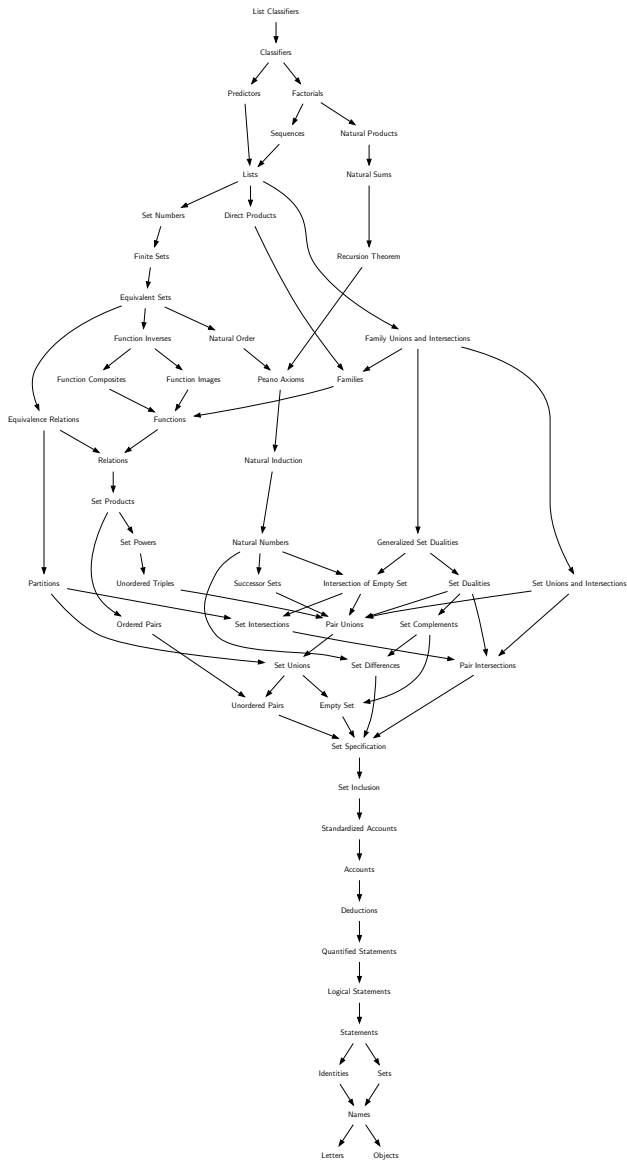 List Classifiers
Classifiers
Predictors
Factorials
Sequences
Natural Products
Lists
Natural Sums
Set Numbers
Direct Products
Finite Sets
Recursion Theorem
Equivalent Sets
Function Inverses
Natural Order
Family Unions and Intersections
Function Composites
Function Images
Peano Axioms
Families
Equivalence Relations
Functions
Relations
Natural Induction
Set Products
Set Powers
Natural Numbers
Generalized Set Dualities
Partitions
Unordered Triples
Successor Sets
Intersection of Empty Set
Set Dualities
Set Unions and Intersections
Ordered Pairs
Set Intersections
Pair Unions
Set Complements
Set Unions
Set Differences
Pair Intersections
Unordered Pairs
Empty Set
Set Specification
Set Inclusion
Standardized Accounts
Accounts
Deductions
Quantified Statements
Logical Statements
Statements
Identities
Sets
Names
Letters
Objects